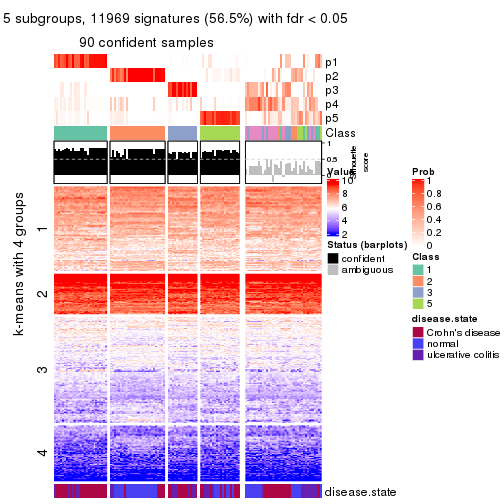 5 subgroups, 11969 signatures (56.5%) with fdr < 0.05
90 confident samples
p1
p2
p3
p4
p5
Class
1
0.5
0
Silhouette
score
k-means with 4 groups
1
2
3
4
Value
10
8
6
4
2
Status (barplots)
confident
ambiguous
Prob
1
0.8
0.6
0.4
0.2
0
Class
1
2
3
5
disease.state
Crohn's disease
normal
ulcerative colitis
disease.state